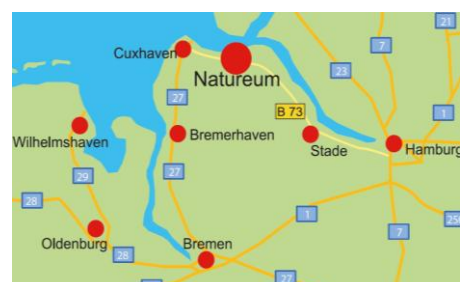 21
7
Cuxhaven
23
Natureum
27
B 73
1
Wilhelmshaven
Bremerhaven
Stade
Hamburg
27
29
28
1
250
7
Oldenburg
Bremen
28
27